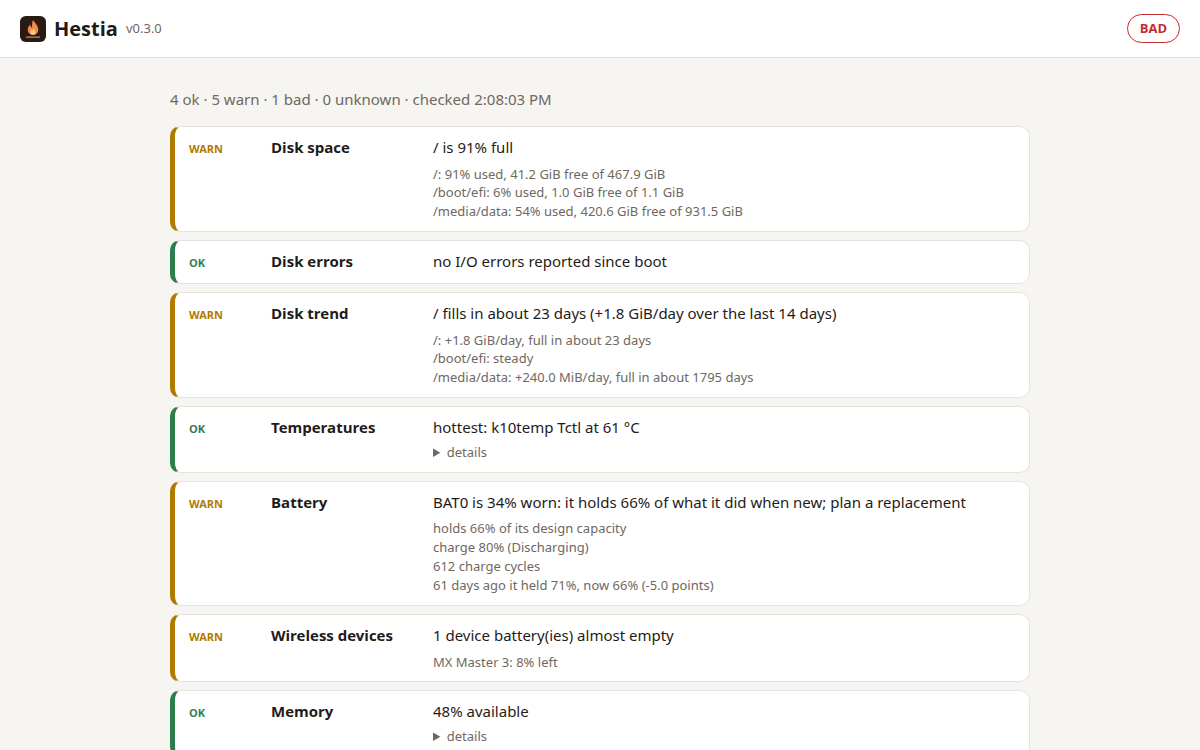 Hestia v0.3.0
BAD
4 ok · 5 warn · 1 bad · 0 unknown · checked 2:08:03 PM
WARN Disk space / is 91% full
/: 91% used, 41.2 GiB free of 467.9 GiB
/boot/efi: 6% used, 1.0 GiB free of 1.1 GiB
/media/data: 54% used, 420.6 GiB free of 931.5 GiB
OK Disk errors no I/O errors reported since boot
WARN Disk trend / fills in about 23 days (+1.8 GiB/day over the last 14 days)
/: +1.8 GiB/day, full in about 23 days
/boot/efi: steady
/media/data: +240.0 MiB/day, full in about 1795 days
OK Temperatures hottest: k10temp Tctl at 61 °C
details
WARN Battery BAT0 is 34% worn: it holds 66% of what it did when new; plan a replacement
holds 66% of its design capacity
charge 80% (Discharging)
612 charge cycles
61 days ago it held 71%, now 66% (-5.0 points)
WARN Wireless devices 1 device battery(ies) almost empty
MX Master 3: 8% left
OK Memory 48% available
details